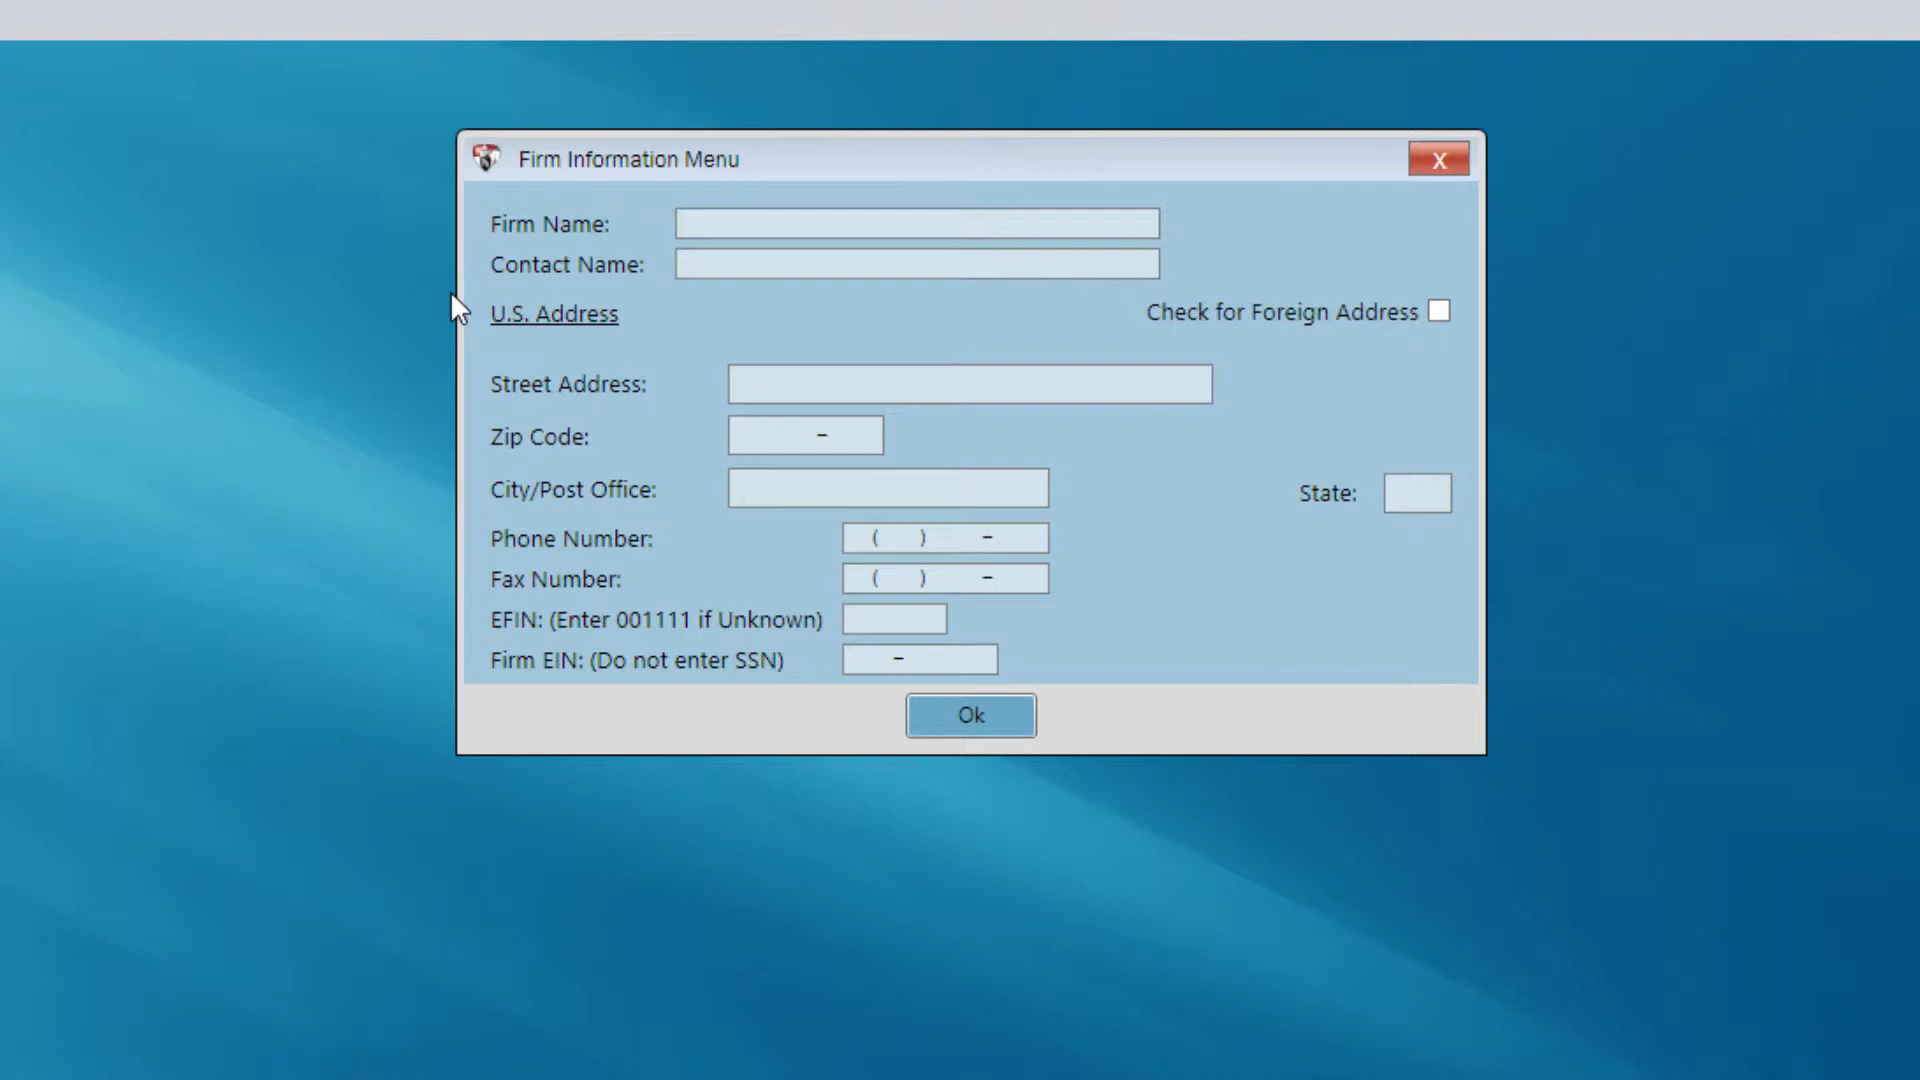 Firm Information Menu
X
Firm Name:
Contact Name:
U.S. Address
Check for Foreign Address
Street Address:
Zip Code: -
City/Post Office:
State:
Phone Number: ( ) -
Fax Number: ( ) -
EFIN: (Enter 001111 if Unknown)
Firm EIN: (Do not enter SSN) -
Ok